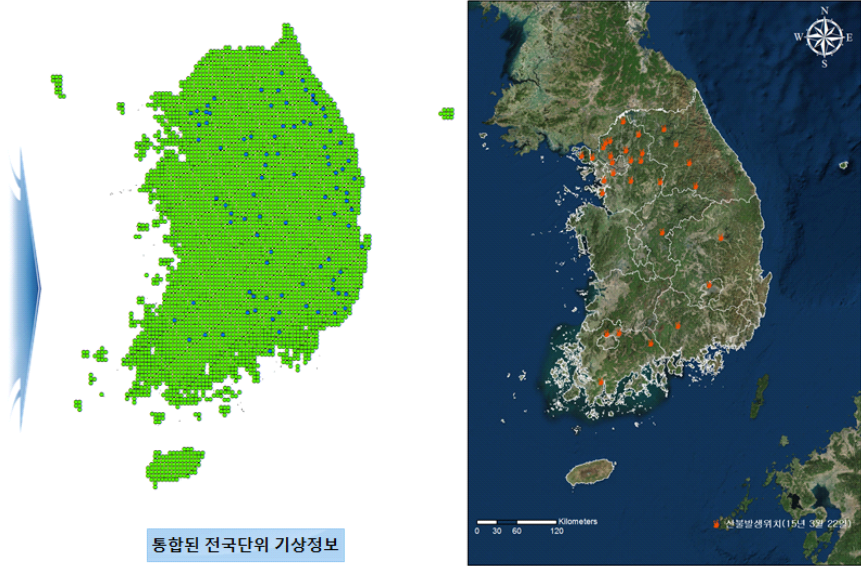 N
W E
S
Kilometers
0 30 60 120
산불발생위치(15년 3월 22일)
통합된 전국단위 기상정보